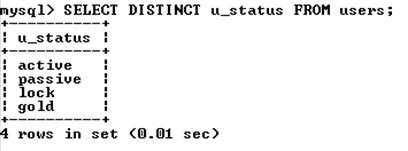 mysql> SELECT DISTINCT u_status FROM users;
+----------+
| u_status |
+----------+
| active   |
| passive  |
| lock     |
| gold     |
+----------+
4 rows in set (0.01 sec)